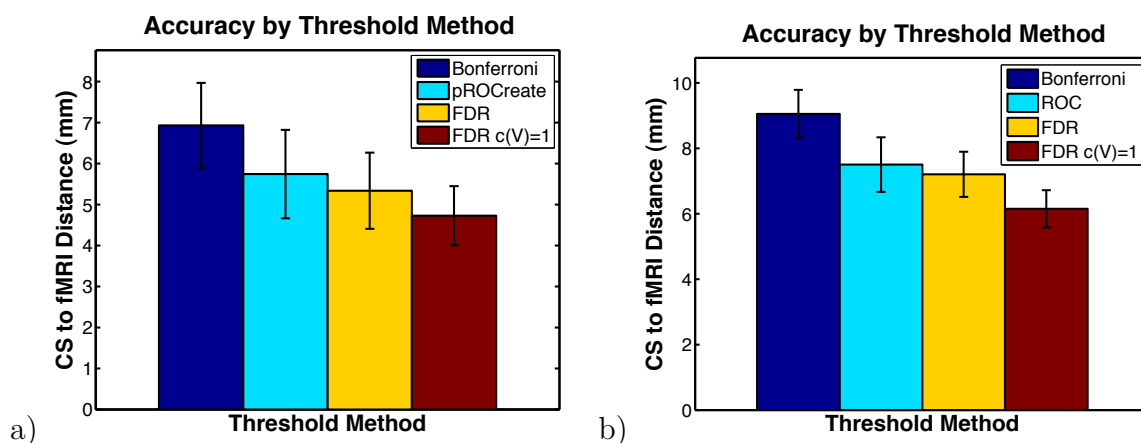 Accuracy by Threshold Method
CS to fMRI Distance (mm)
8
7
6
5
4
3
2
1
0
Bonferroni
pROCreate
FDR
FDR c(V)=1
Threshold Method
a)
Accuracy by Threshold Method
CS to fMRI Distance (mm)
10
8
6
4
2
0
Bonferroni
ROC
FDR
FDR c(V)=1
Threshold Method
b)